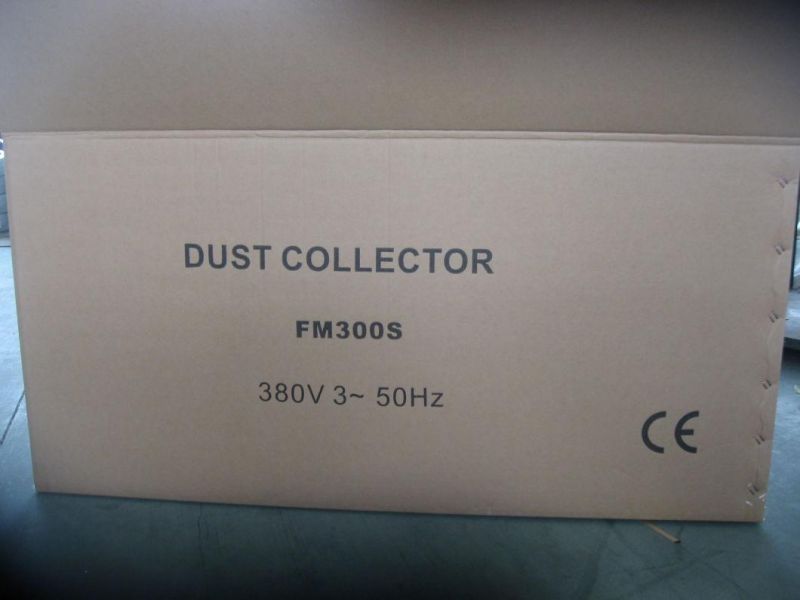 DUST COLLECTOR
FM300S
380V 3~ 50Hz
CE